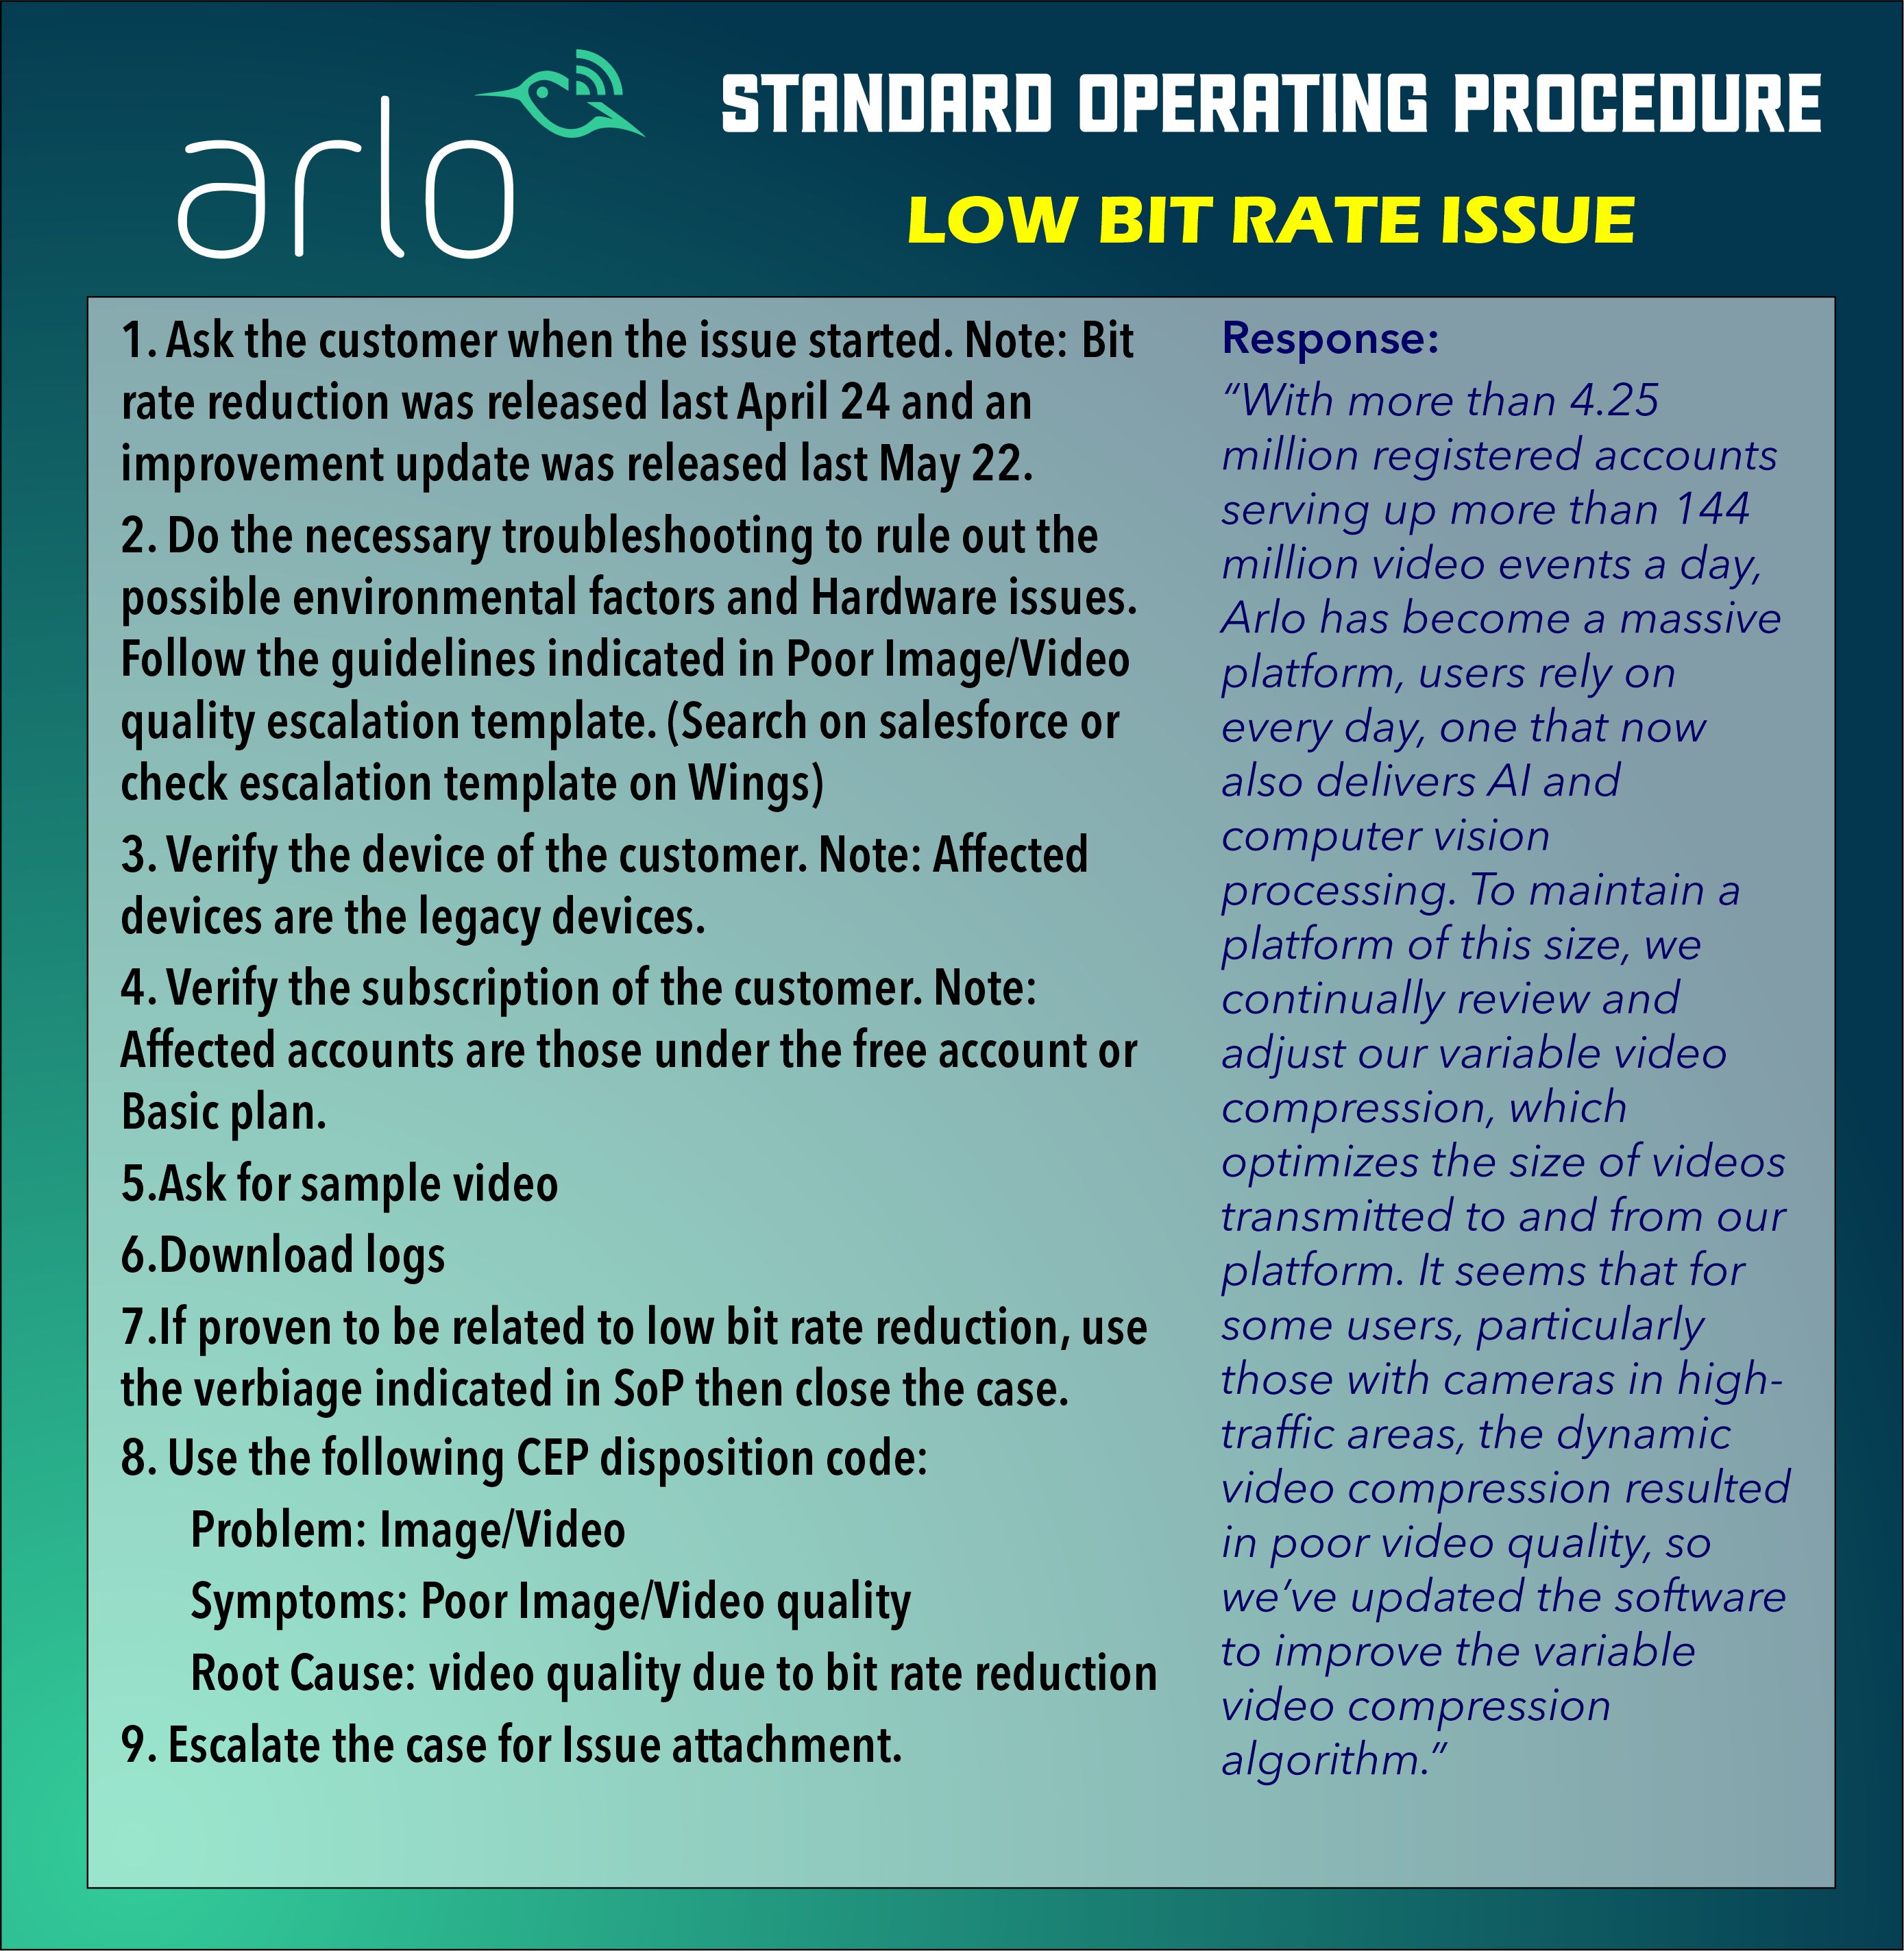 arlo
STANDARD OPERATING PROCEDURE
LOW BIT RATE ISSUE
1. Ask the customer when the issue started. Note: Bit
rate reduction was released last April 24 and an
improvement update was released last May 22.
2. Do the necessary troubleshooting to rule out the
possible environmental factors and Hardware issues.
Follow the guidelines indicated in Poor Image/Video
quality escalation template. (Search on salesforce or
check escalation template on Wings)
3. Verify the device of the customer. Note: Affected
devices are the legacy devices.
4. Verify the subscription of the customer. Note:
Affected accounts are those under the free account or
Basic plan.
5.Ask for sample video
6.Download logs
7.If proven to be related to low bit rate reduction, use
the verbiage indicated in SoP then close the case.
8. Use the following CEP disposition code:
Problem: Image/Video
Symptoms: Poor Image/Video quality
Root Cause: video quality due to bit rate reduction
9. Escalate the case for Issue attachment.
Response:
“With more than 4.25
million registered accounts
serving up more than 144
million video events a day,
Arlo has become a massive
platform, users rely on
every day, one that now
also delivers AI and
computer vision
processing. To maintain a
platform of this size, we
continually review and
adjust our variable video
compression, which
optimizes the size of videos
transmitted to and from our
platform. It seems that for
some users, particularly
those with cameras in high-
traffic areas, the dynamic
video compression resulted
in poor video quality, so
we’ve updated the software
to improve the variable
video compression
algorithm.”